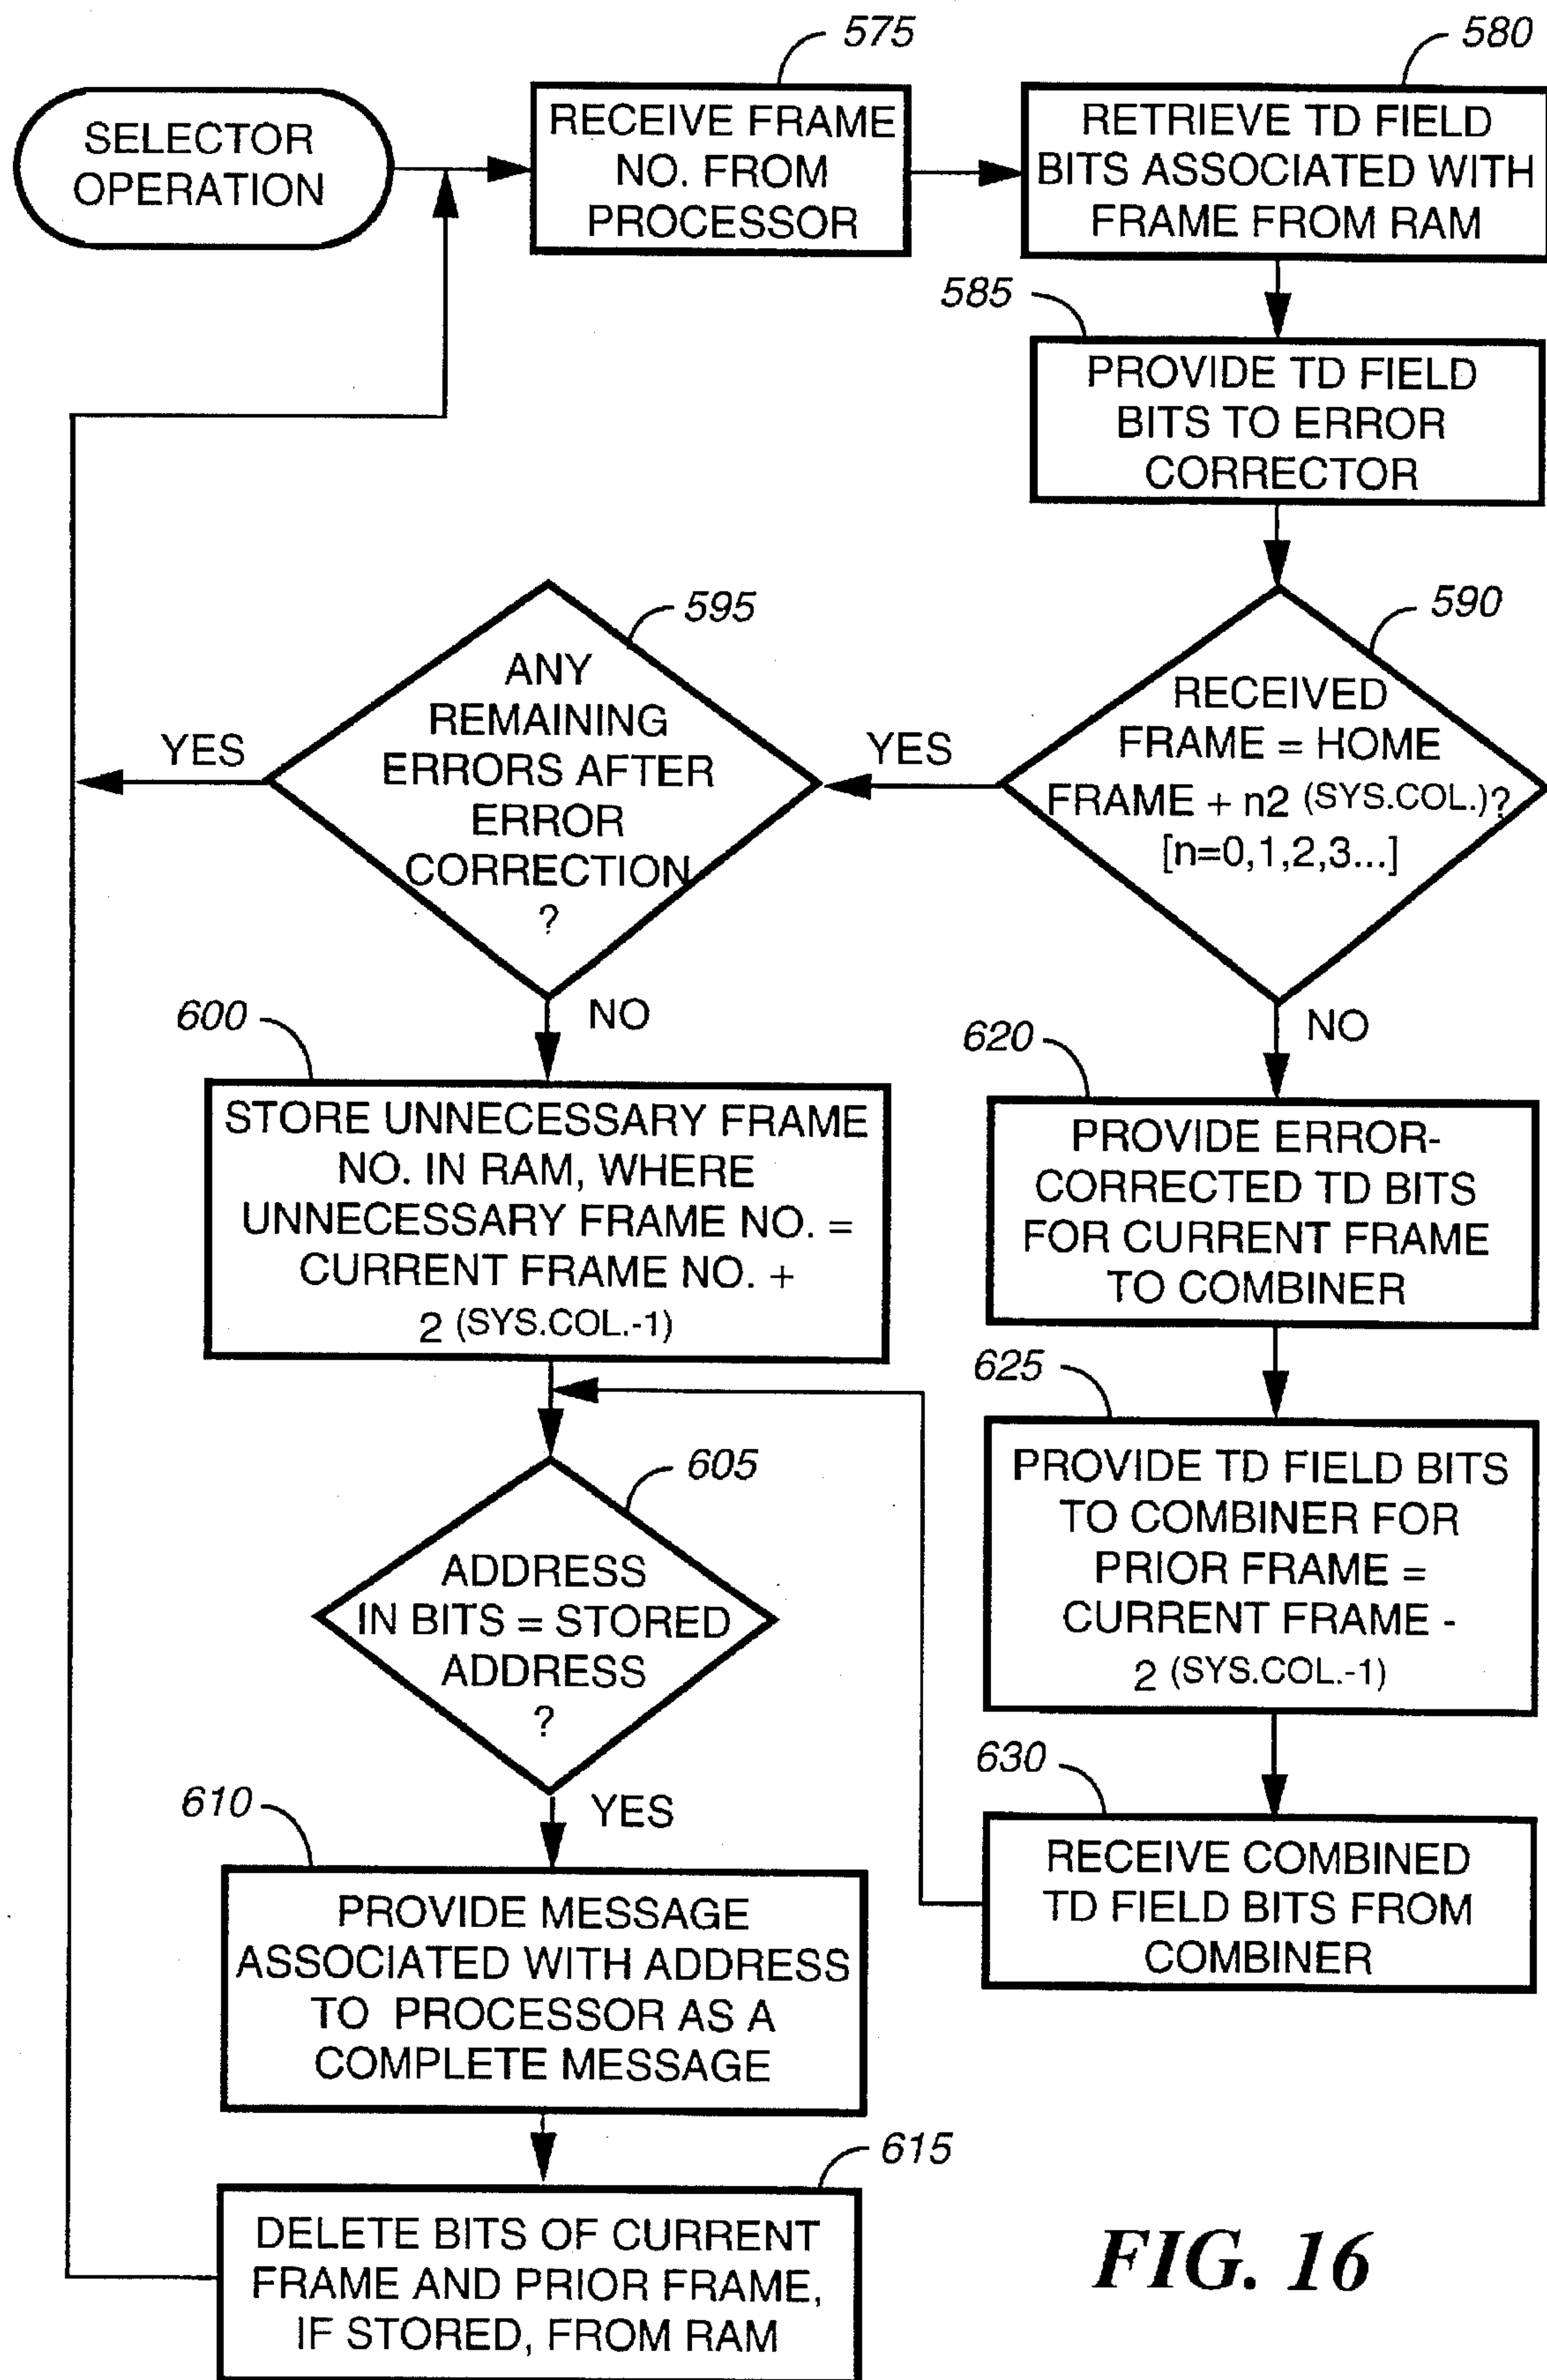 575
580
SELECTOR
OPERATION
RECEIVE FRAME
NO. FROM
PROCESSOR
RETRIEVE TD FIELD
BITS ASSOCIATED WITH
FRAME FROM RAM
585
PROVIDE TD FIELD
BITS TO ERROR
CORRECTOR
590
RECEIVED
FRAME = HOME
FRAME + n2 (SYS.COL.)?
[n=0,1,2,3...]
YES
NO
595
ANY
REMAINING
ERRORS AFTER
ERROR
CORRECTION
?
YES
NO
600
STORE UNNECESSARY FRAME
NO. IN RAM, WHERE
UNNECESSARY FRAME NO. =
CURRENT FRAME NO. +
2 (SYS.COL.-1)
620
PROVIDE ERROR-
CORRECTED TD BITS
FOR CURRENT FRAME
TO COMBINER
625
PROVIDE TD FIELD BITS
TO COMBINER FOR
PRIOR FRAME =
CURRENT FRAME -
2 (SYS.COL.-1)
630
RECEIVE COMBINED
TD FIELD BITS FROM
COMBINER
605
ADDRESS
IN BITS = STORED
ADDRESS
?
YES
610
PROVIDE MESSAGE
ASSOCIATED WITH ADDRESS
TO PROCESSOR AS A
COMPLETE MESSAGE
615
DELETE BITS OF CURRENT
FRAME AND PRIOR FRAME,
IF STORED, FROM RAM
FIG. 16